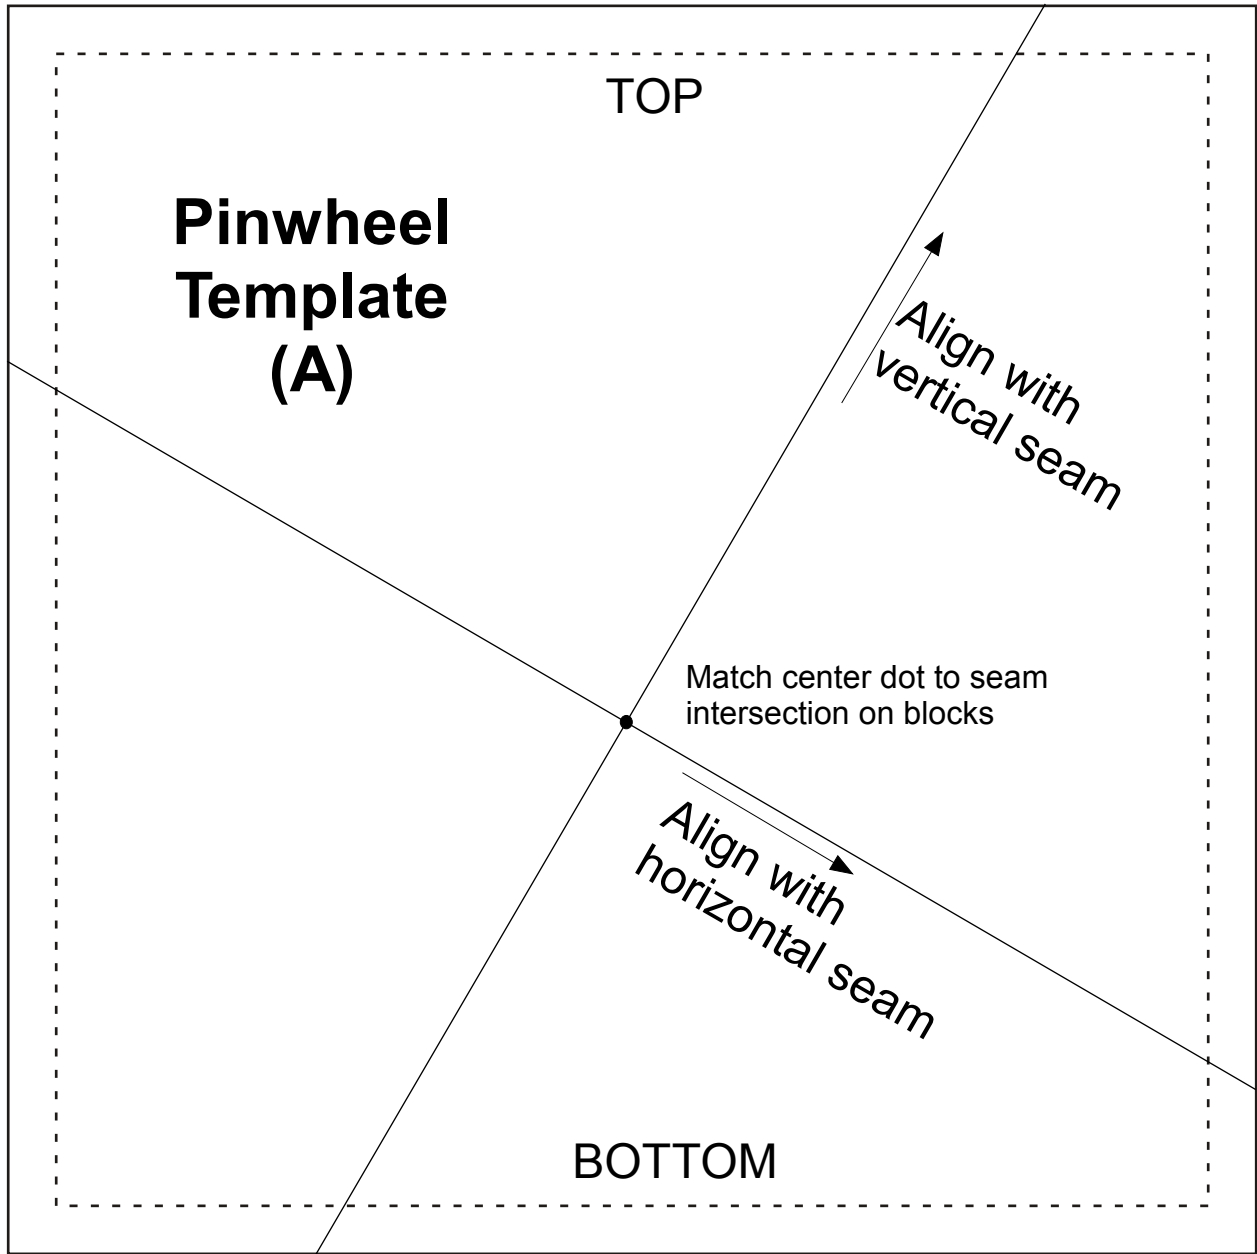 TOP
Pinwheel
Template
(A)
Align with
vertical seam
Match center dot to seam
intersection on blocks
Align with
horizontal seam
BOTTOM